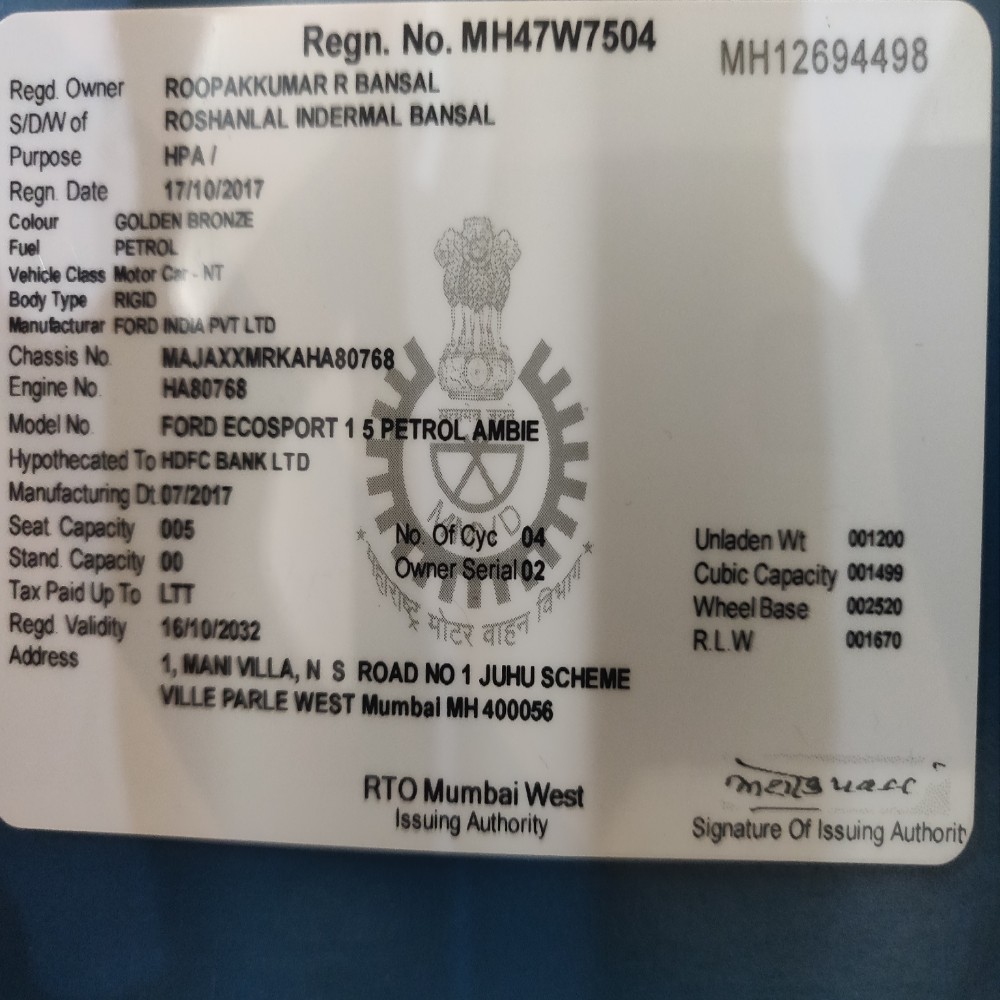 Regn. No. MH47W7504
MH12694498
Regd. Owner ROOPAKKUMAR R BANSAL
S/D/W of ROSHANLAL INDERMAL BANSAL
Purpose HPA /
Regn. Date 17/10/2017
Colour GOLDEN BRONZE
Fuel PETROL
Vehicle Class Motor Car - NT
Body Type RIGID
Manufacturar FORD INDIA PVT LTD
Chassis No. MAJAXXMRKAHA80768
Engine No. HA80768
Model No. FORD ECOSPORT 1 5 PETROL AMBIE
Hypothecated To HDFC BANK LTD
Manufacturing Dt. 07/2017
Seat Capacity 005 No. Of Cyc 04 Unladen Wt 001200
Stand. Capacity 00 Owner Serial 02 Cubic Capacity 001499
Tax Paid Up To LTT Wheel Base 002520
Regd. Validity 16/10/2032 R.L.W 001670
Address 1, MANI VILLA, N S ROAD NO 1 JUHU SCHEME
VILLE PARLE WEST Mumbai MH 400056
महाराष्ट्र मोटर वाहन विभाग
RTO Mumbai West
Issuing Authority
Signature Of Issuing Authorit